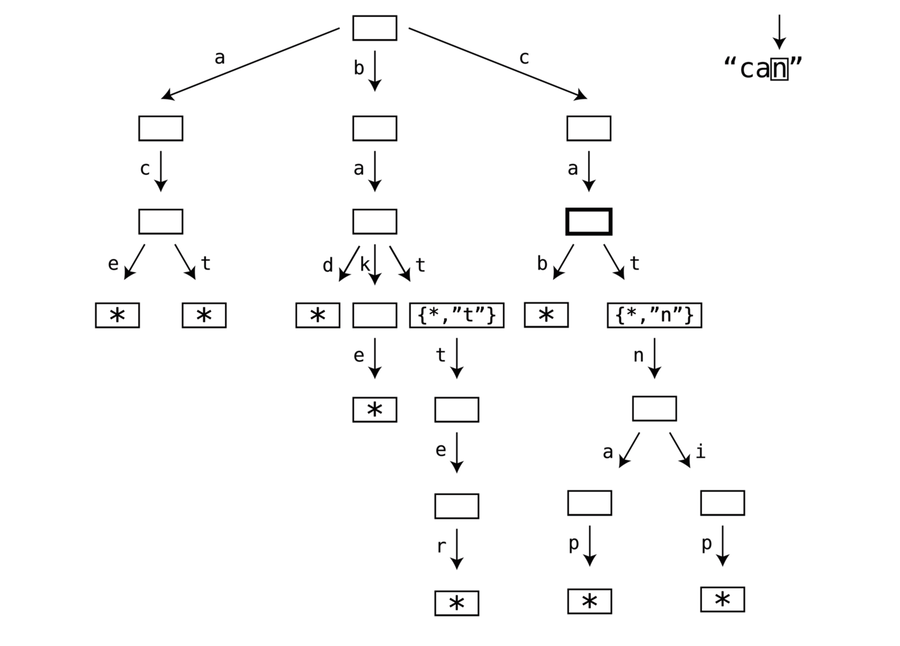 a b c
“can”
c a a
e t d k t b t
* * * {*,”t”} * {*,”n”}
e t n
*
e a i
r p p
* * *